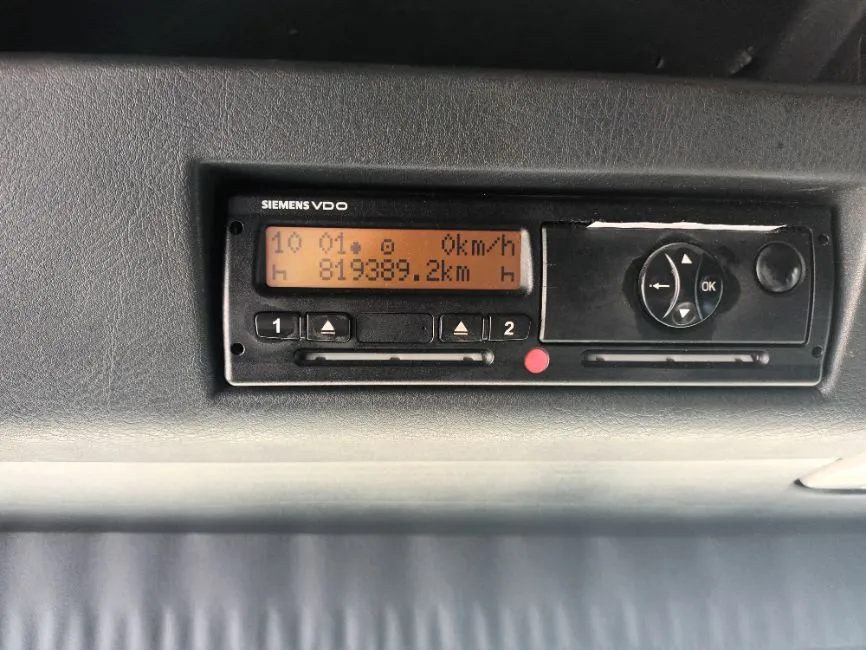 SIEMENS VDO
10 01 0km/h
819389.2km
1 2
OK